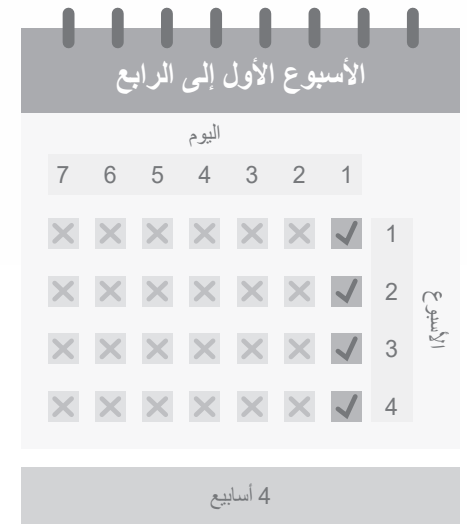 الأسبوع الأول إلى الرابع
اليوم
1 2 3 4 5 6 7
1
2
3
4
الأسبوع
4 أسابيع